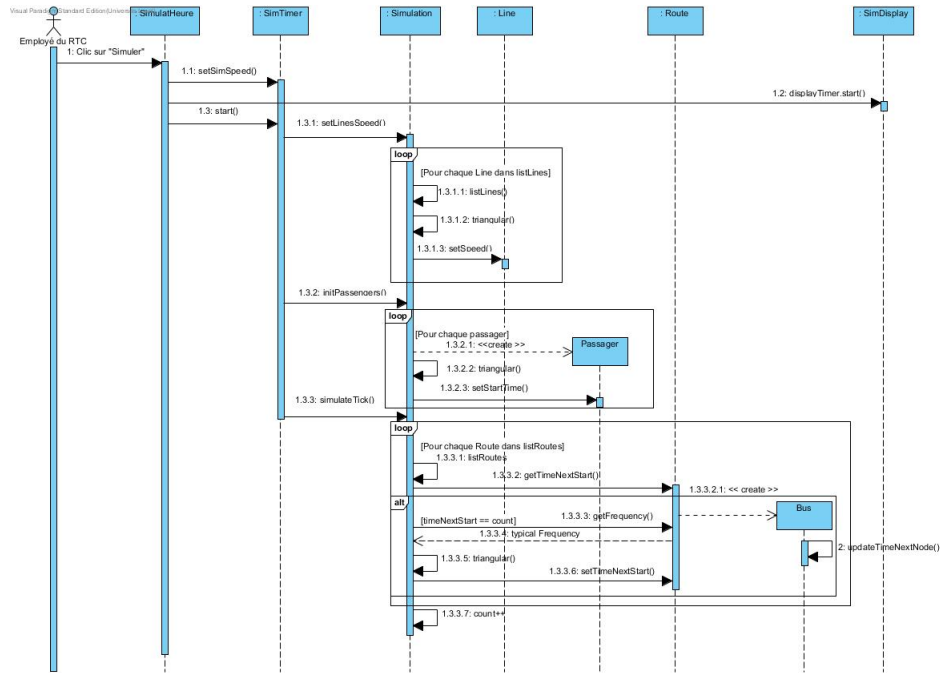 Visual Paradigm Standard Edition(Universite
: SimulatHeure
: SimTimer
: Simulation
: Line
: Route
: SimDisplay
Employé du RTC
1: Clic sur "Simuler"
1.1: setSimSpeed()
1.2: displayTimer.start()
1.3: start()
1.3.1: setLinesSpeed()
loop
[Pour chaque Line dans listLines]
1.3.1.1: listLines()
1.3.1.2: triangular()
1.3.1.3: setSpeed()
1.3.2: initPassengers()
loop
[Pour chaque passager]
1.3.2.1: <<create >>
Passager
1.3.2.2: triangular()
1.3.2.3: setStartTime()
1.3.3: simulateTick()
loop
[Pour chaque Route dans listRoutes]
1.3.3.1: listRoutes
1.3.3.2: getTimeNextStart()
1.3.3.2.1: << create >>
alt
Bus
[timeNextStart == count]
1.3.3.3: getFrequency()
1.3.3.4: typical Frequency
2: updateTimeNextNode()
1.3.3.5: triangular()
1.3.3.6: setTimeNextStart()
1.3.3.7: count++